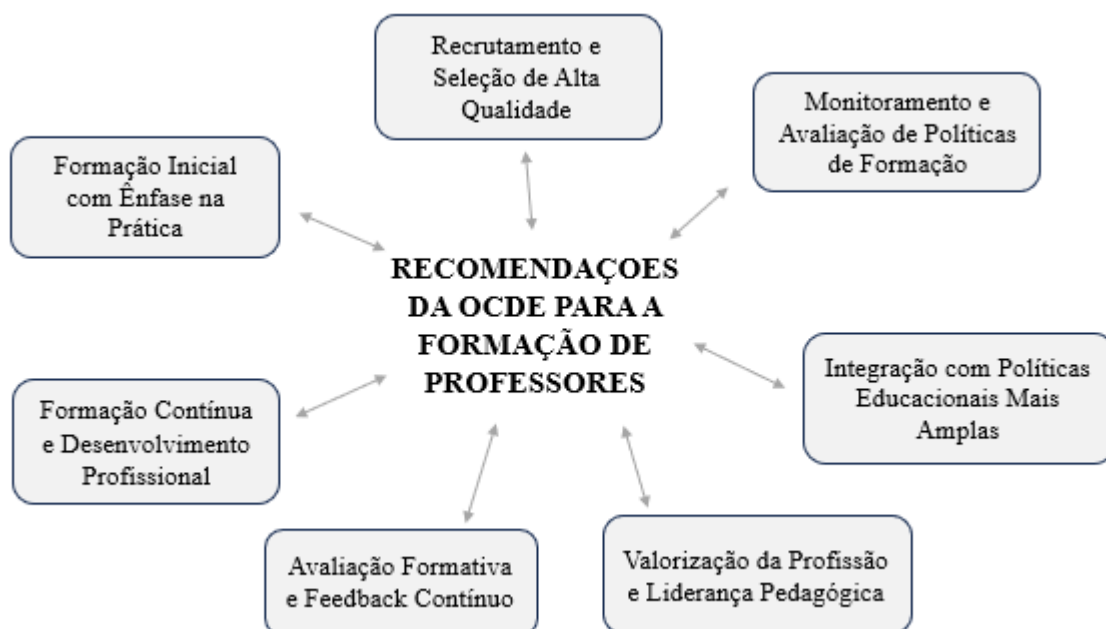 Recrutamento e
Seleção de Alta
Qualidade
Monitoramento e
Avaliação de Políticas
de Formação
Formação Inicial
com Ênfase na
Prática
RECOMENDAÇOES
DA OCDE PARA A
FORMAÇÃO DE
PROFESSORES
Integração com Políticas
Educacionais Mais
Amplas
Formação Contínua
e Desenvolvimento
Profissional
Avaliação Formativa
e Feedback Contínuo
Valorização da Profissão
e Liderança Pedagógica